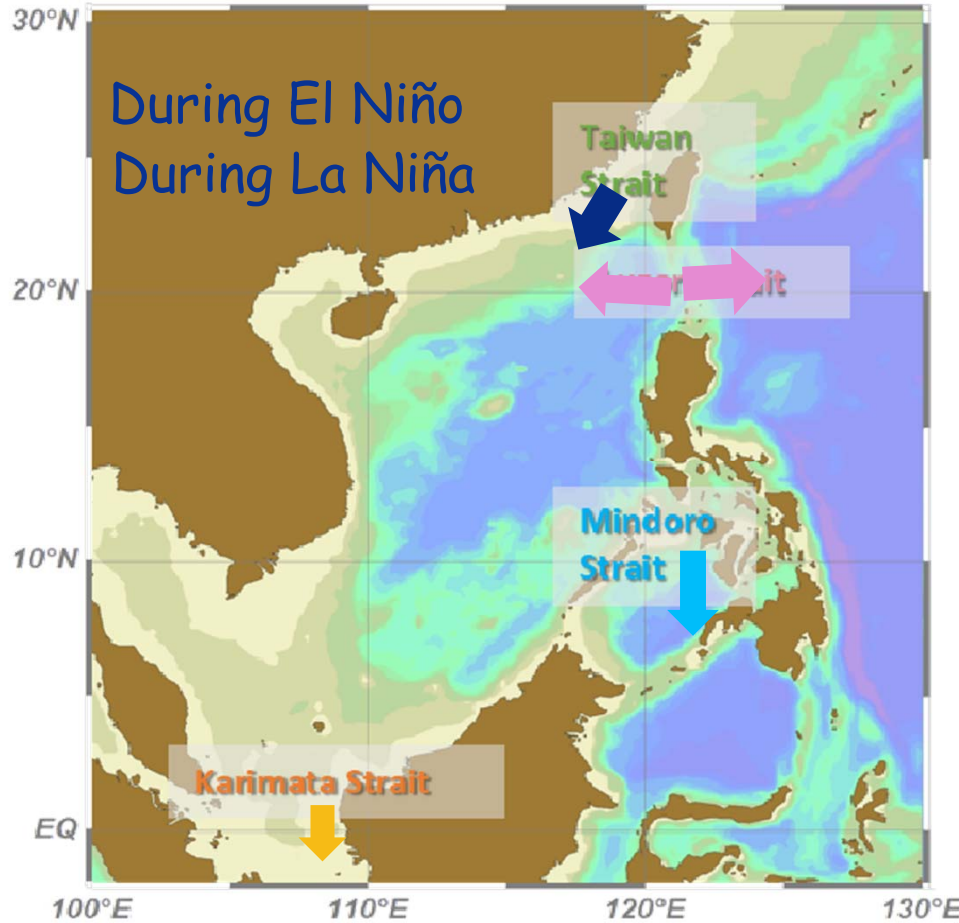 30°N
During El Niño
During La Niña
Taiwan
Strait
20°N
Mindoro
Strait
10°N
Karimata Strait
EQ
100°E 110°E 120°E 130°E